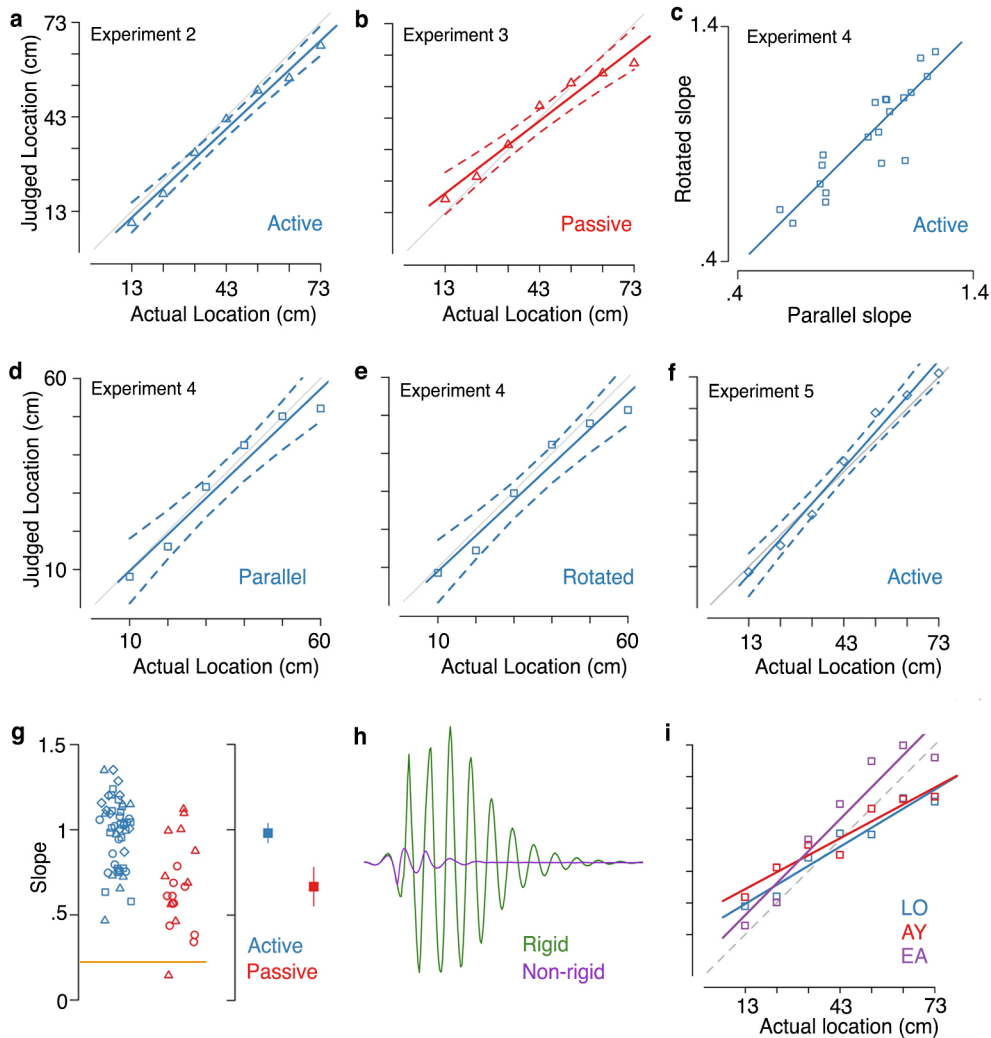 a
Experiment 2
Judged Location (cm)
73
43
13
Active
13
43
73
Actual Location (cm)
b
Experiment 3
Passive
13
43
73
Actual Location (cm)
c
Experiment 4
Rotated slope
1.4
.4
Active
.4
1.4
Parallel slope
d
Experiment 4
Judged Location (cm)
60
10
Parallel
10
60
Actual Location (cm)
e
Experiment 4
Rotated
10
60
Actual Location (cm)
f
Experiment 5
Active
13
43
73
Actual Location (cm)
g
Slope
1.5
1
.5
0
Active
Passive
h
Rigid
Non-rigid
i
LO
AY
EA
13
43
73
Actual location (cm)